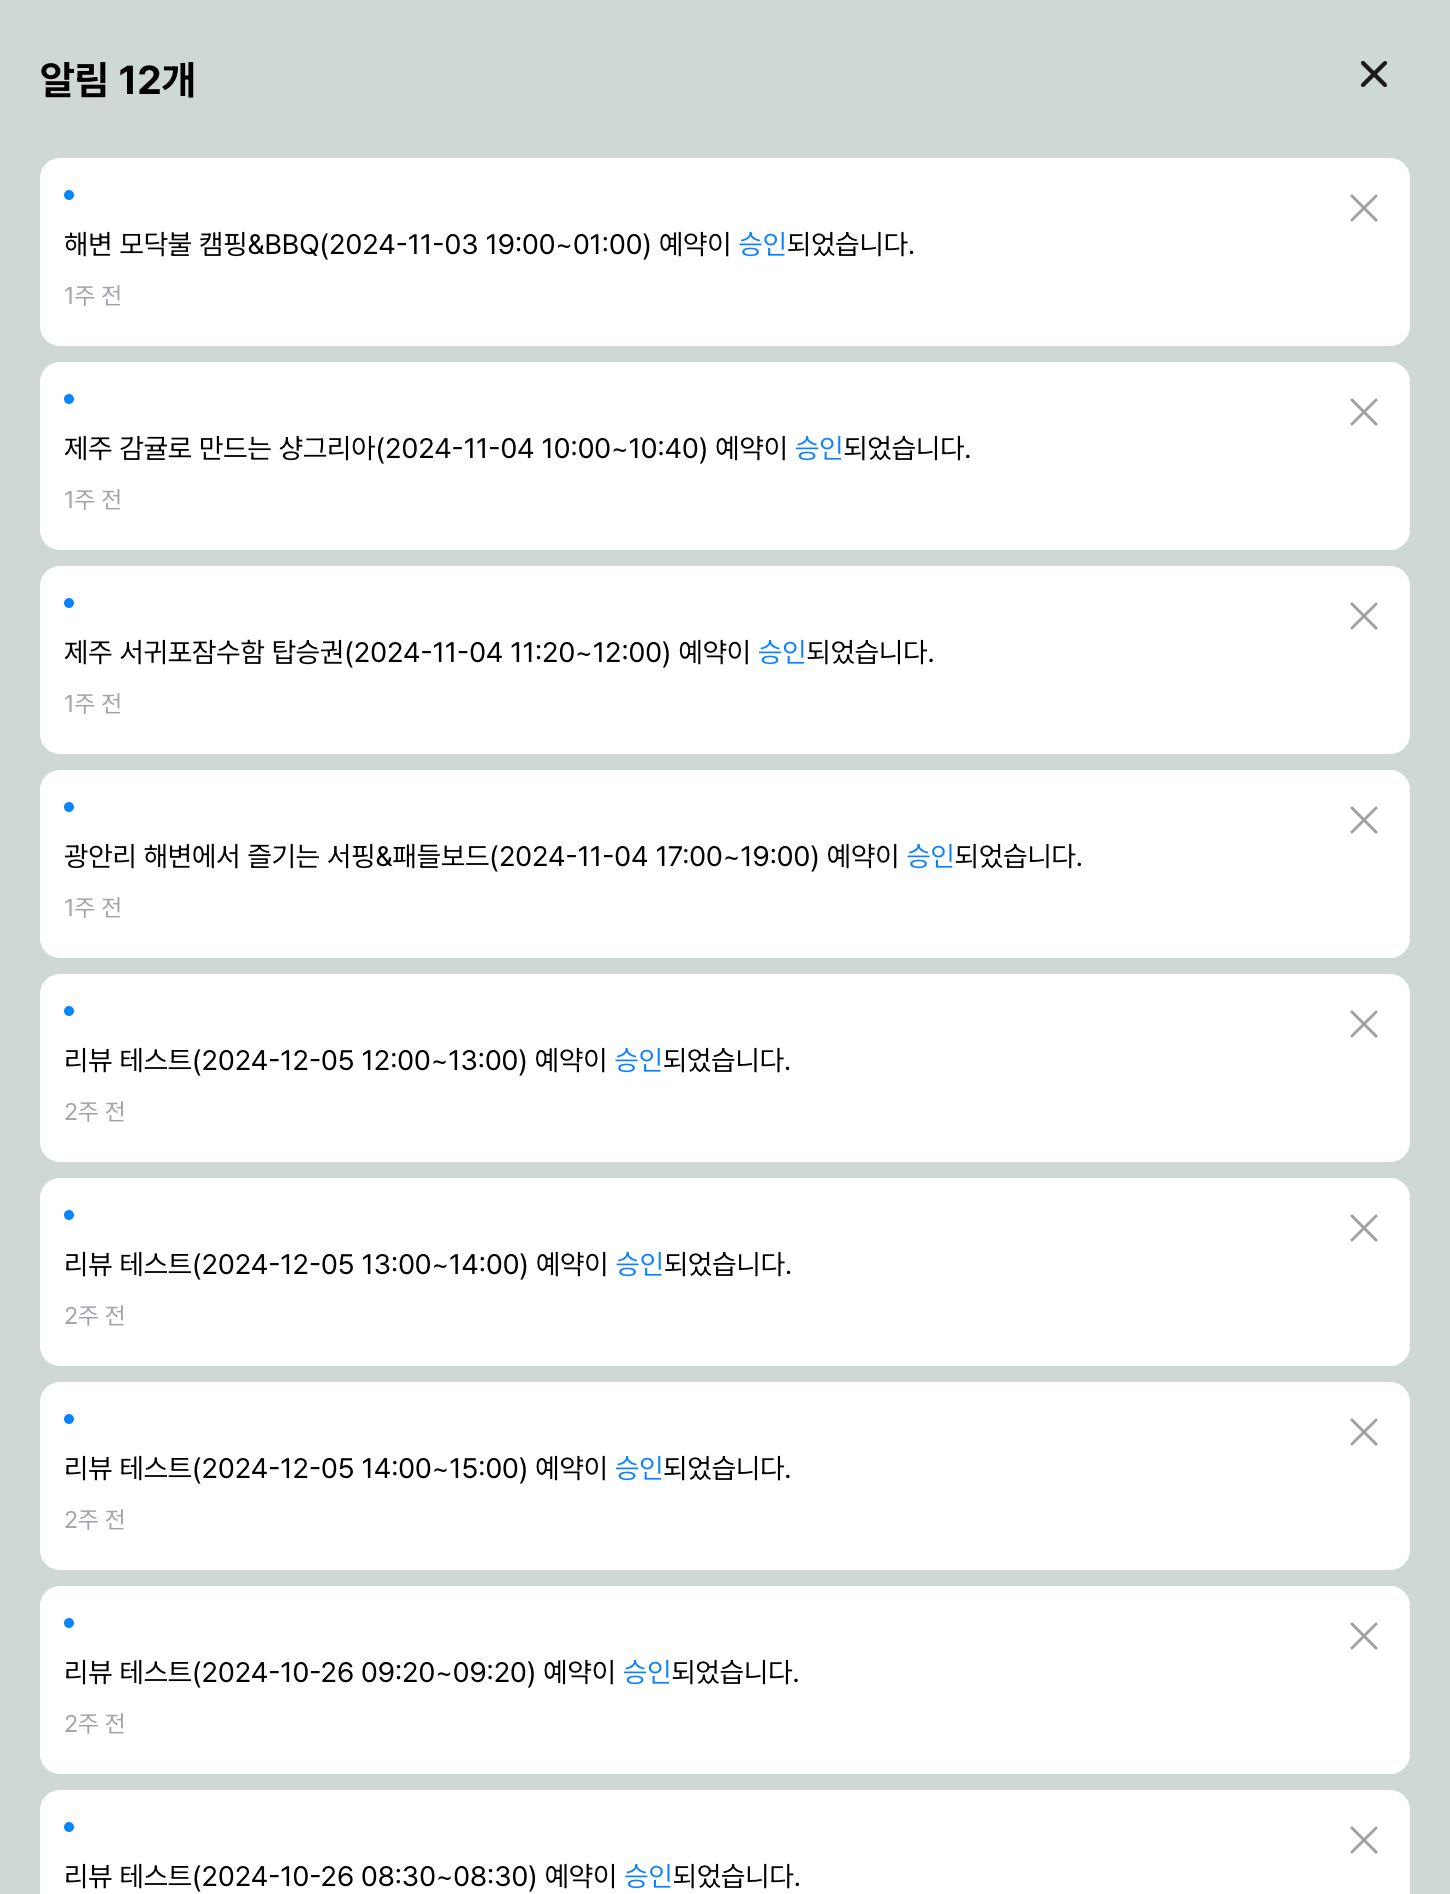 알림 12개
해변 모닥불 캠핑&BBQ(2024-11-03 19:00~01:00) 예약이 승인되었습니다.
1주 전
제주 감귤로 만드는 샹그리아(2024-11-04 10:00~10:40) 예약이 승인되었습니다.
1주 전
제주 서귀포잠수함 탑승권(2024-11-04 11:20~12:00) 예약이 승인되었습니다.
1주 전
광안리 해변에서 즐기는 서핑&패들보드(2024-11-04 17:00~19:00) 예약이 승인되었습니다.
1주 전
리뷰 테스트(2024-12-05 12:00~13:00) 예약이 승인되었습니다.
2주 전
리뷰 테스트(2024-12-05 13:00~14:00) 예약이 승인되었습니다.
2주 전
리뷰 테스트(2024-12-05 14:00~15:00) 예약이 승인되었습니다.
2주 전
리뷰 테스트(2024-10-26 09:20~09:20) 예약이 승인되었습니다.
2주 전
리뷰 테스트(2024-10-26 08:30~08:30) 예약이 승인되었습니다.